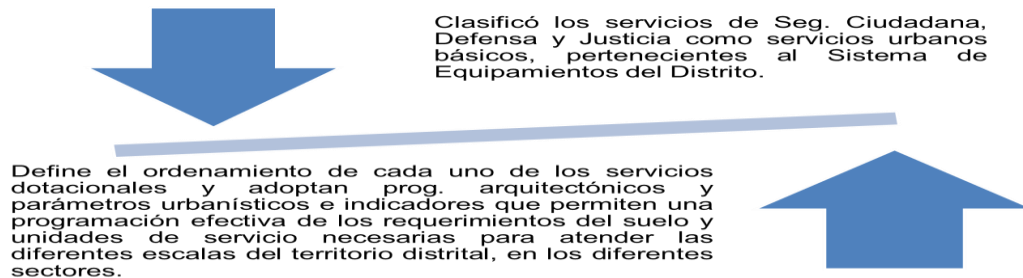 Clasificó los servicios de Seg. Ciudadana,
Defensa y Justicia como servicios urbanos
básicos, pertenecientes al Sistema de
Equipamientos del Distrito.
Define el ordenamiento de cada uno de los servicios
dotacionales y adoptan prog. arquitectónicos y
parámetros urbanísticos e indicadores que permiten una
programación efectiva de los requerimientos del suelo y
unidades de servicio necesarias para atender las
diferentes escalas del territorio distrital, en los diferentes
sectores.